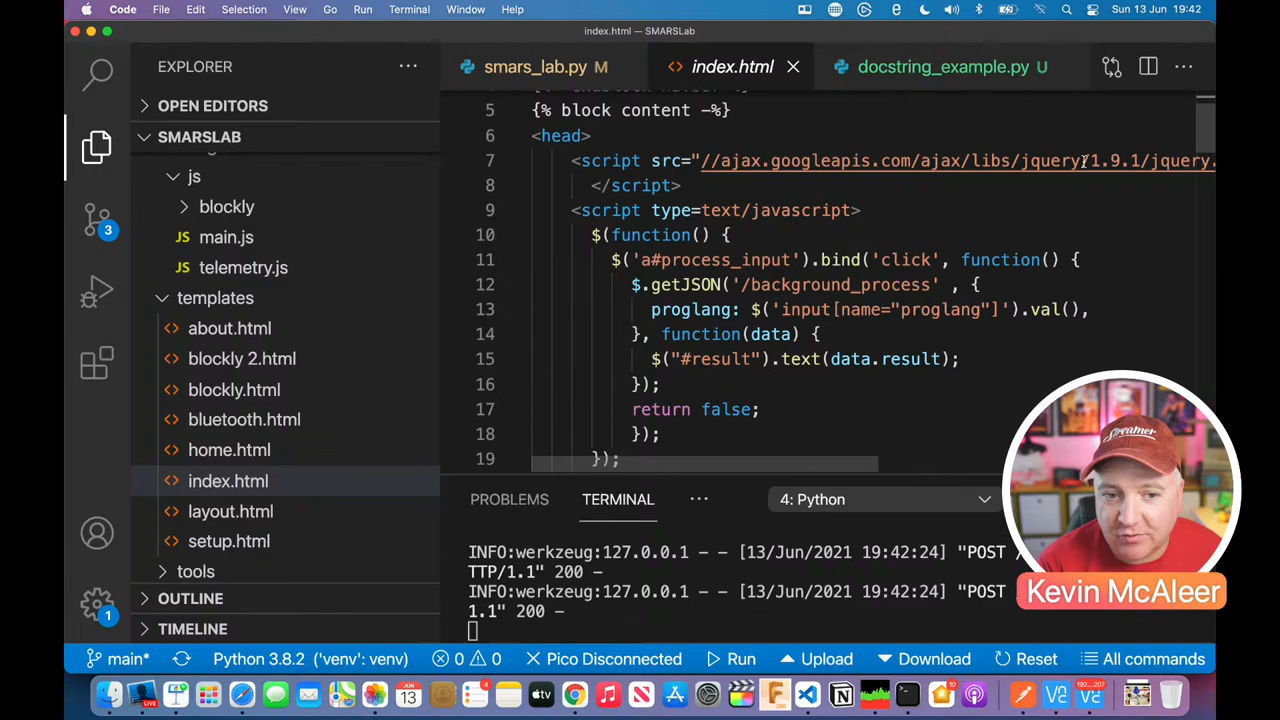 Code File Edit Selection View Go Run Terminal Window Help Sun 13 Jun 19:42
index.html — SMARSLab
EXPLORER
OPEN EDITORS
SMARSLAB
js
blockly
JS main.js
JS telemetry.js
templates
about.html
blockly 2.html
blockly.html
bluetooth.html
home.html
index.html
layout.html
setup.html
tools
OUTLINE
TIMELINE
smars_lab.py M index.html docstring_example.py U
5 {% block content -%}
6 <head>
7 <script src="//ajax.googleapis.com/ajax/libs/jquery/1.9.1/jquery.
8 </script>
9 <script type=text/javascript>
10 $(function() {
11 $('a#process_input').bind('click', function() {
12 $.getJSON('/background_process' , {
13 proglang: $('input[name="proglang"]').val(),
14 }, function(data) {
15 $("#result").text(data.result);
16 });
17 return false;
18 });
19 });
PROBLEMS TERMINAL 4: Python
INFO:werkzeug:127.0.0.1 - - [13/Jun/2021 19:42:24] "POST /
TTP/1.1" 200 -
INFO:werkzeug:127.0.0.1 - - [13/Jun/2021 19:42:24] "POST
1.1" 200 -
Streamer
Kevin McAleer
3
1
main* Python 3.8.2 ('venv': venv) 0 0 Pico Disconnected Run Upload Download Reset All commands